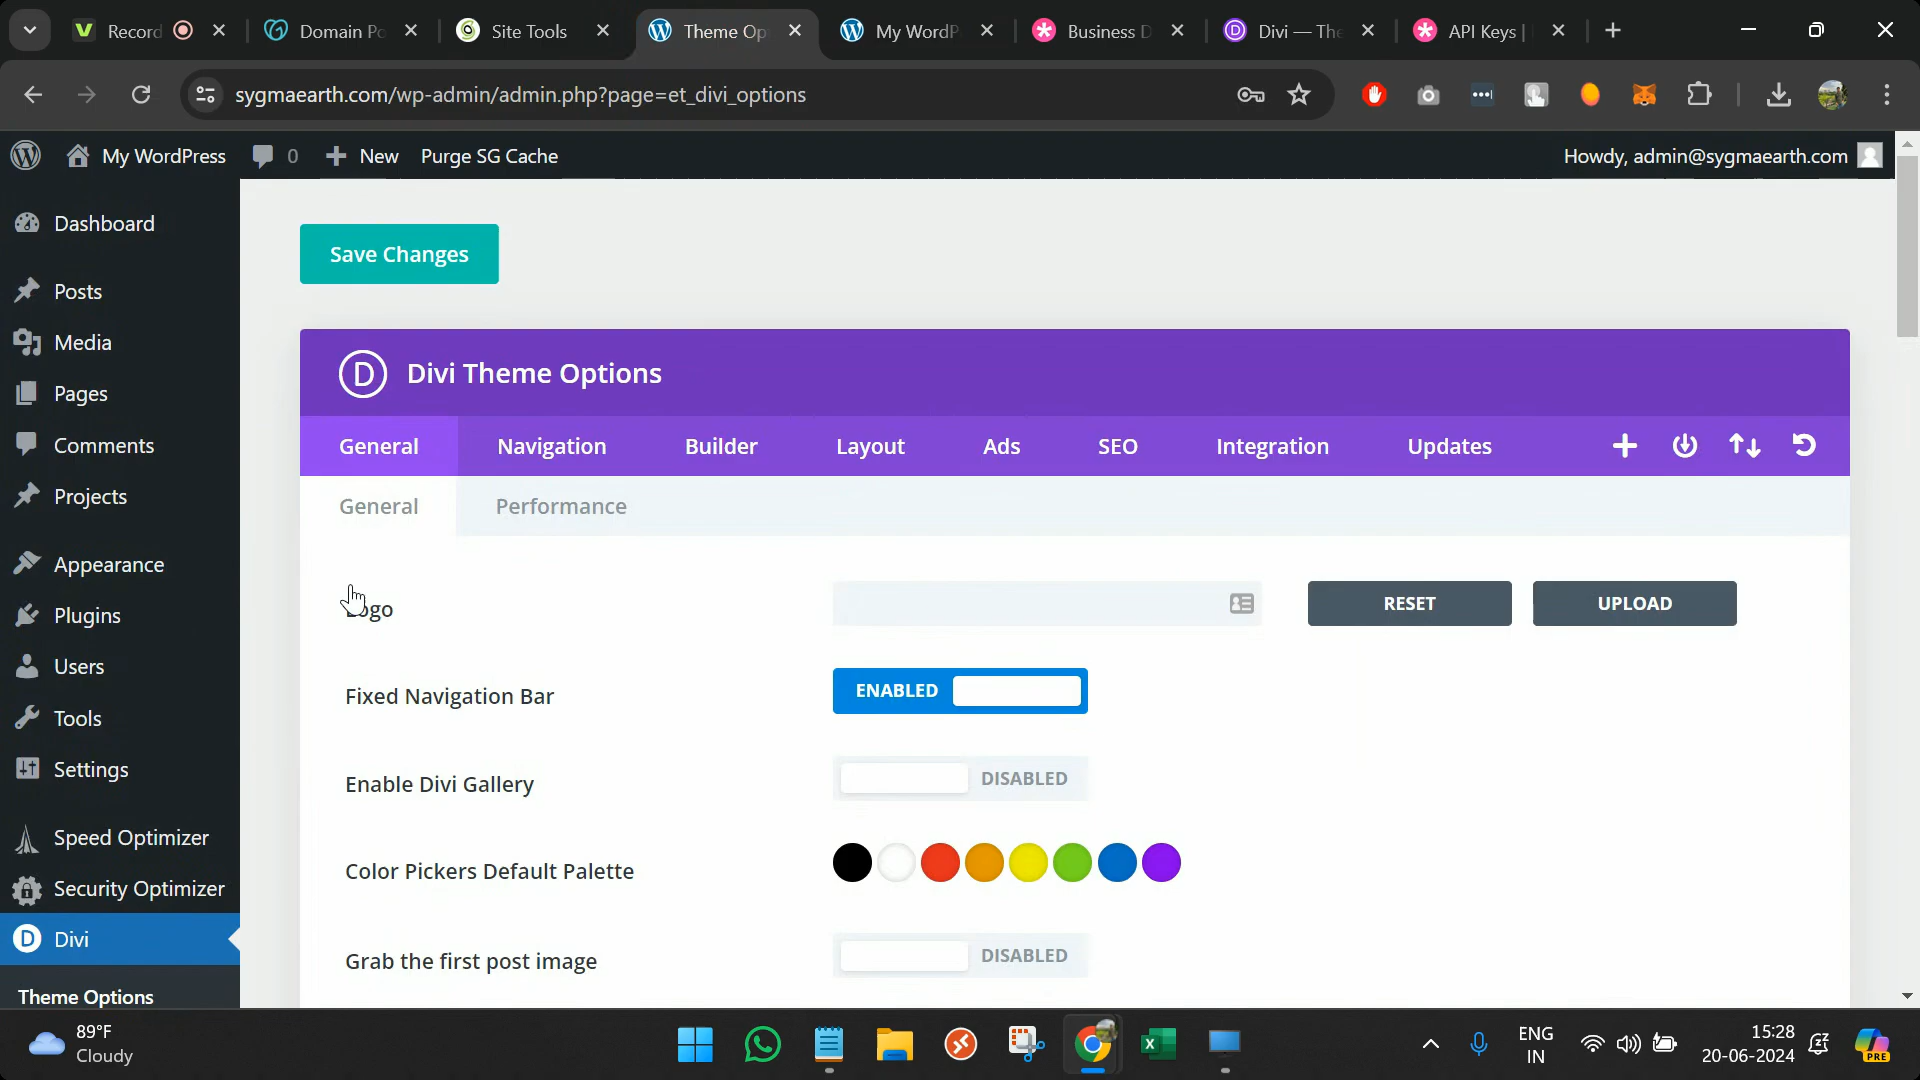 Record
Domain Po
Site Tools
Theme Op
My WordP
Business D
Divi — The
API Keys |
sygmaearth.com/wp-admin/admin.php?page=et_divi_options
My WordPress
0
New
Purge SG Cache
Howdy, admin@sygmaearth.com
Dashboard
Posts
Media
Pages
Comments
Projects
Appearance
Plugins
Users
Tools
Settings
Speed Optimizer
Security Optimizer
Divi
Theme Options
Save Changes
D
Divi Theme Options
General
Navigation
Builder
Layout
Ads
SEO
Integration
Updates
General
Performance
Logo
RESET
UPLOAD
Fixed Navigation Bar
ENABLED
Enable Divi Gallery
DISABLED
Color Pickers Default Palette
Grab the first post image
DISABLED
89°F
Cloudy
ENG
IN
15:28
20-06-2024
PRE